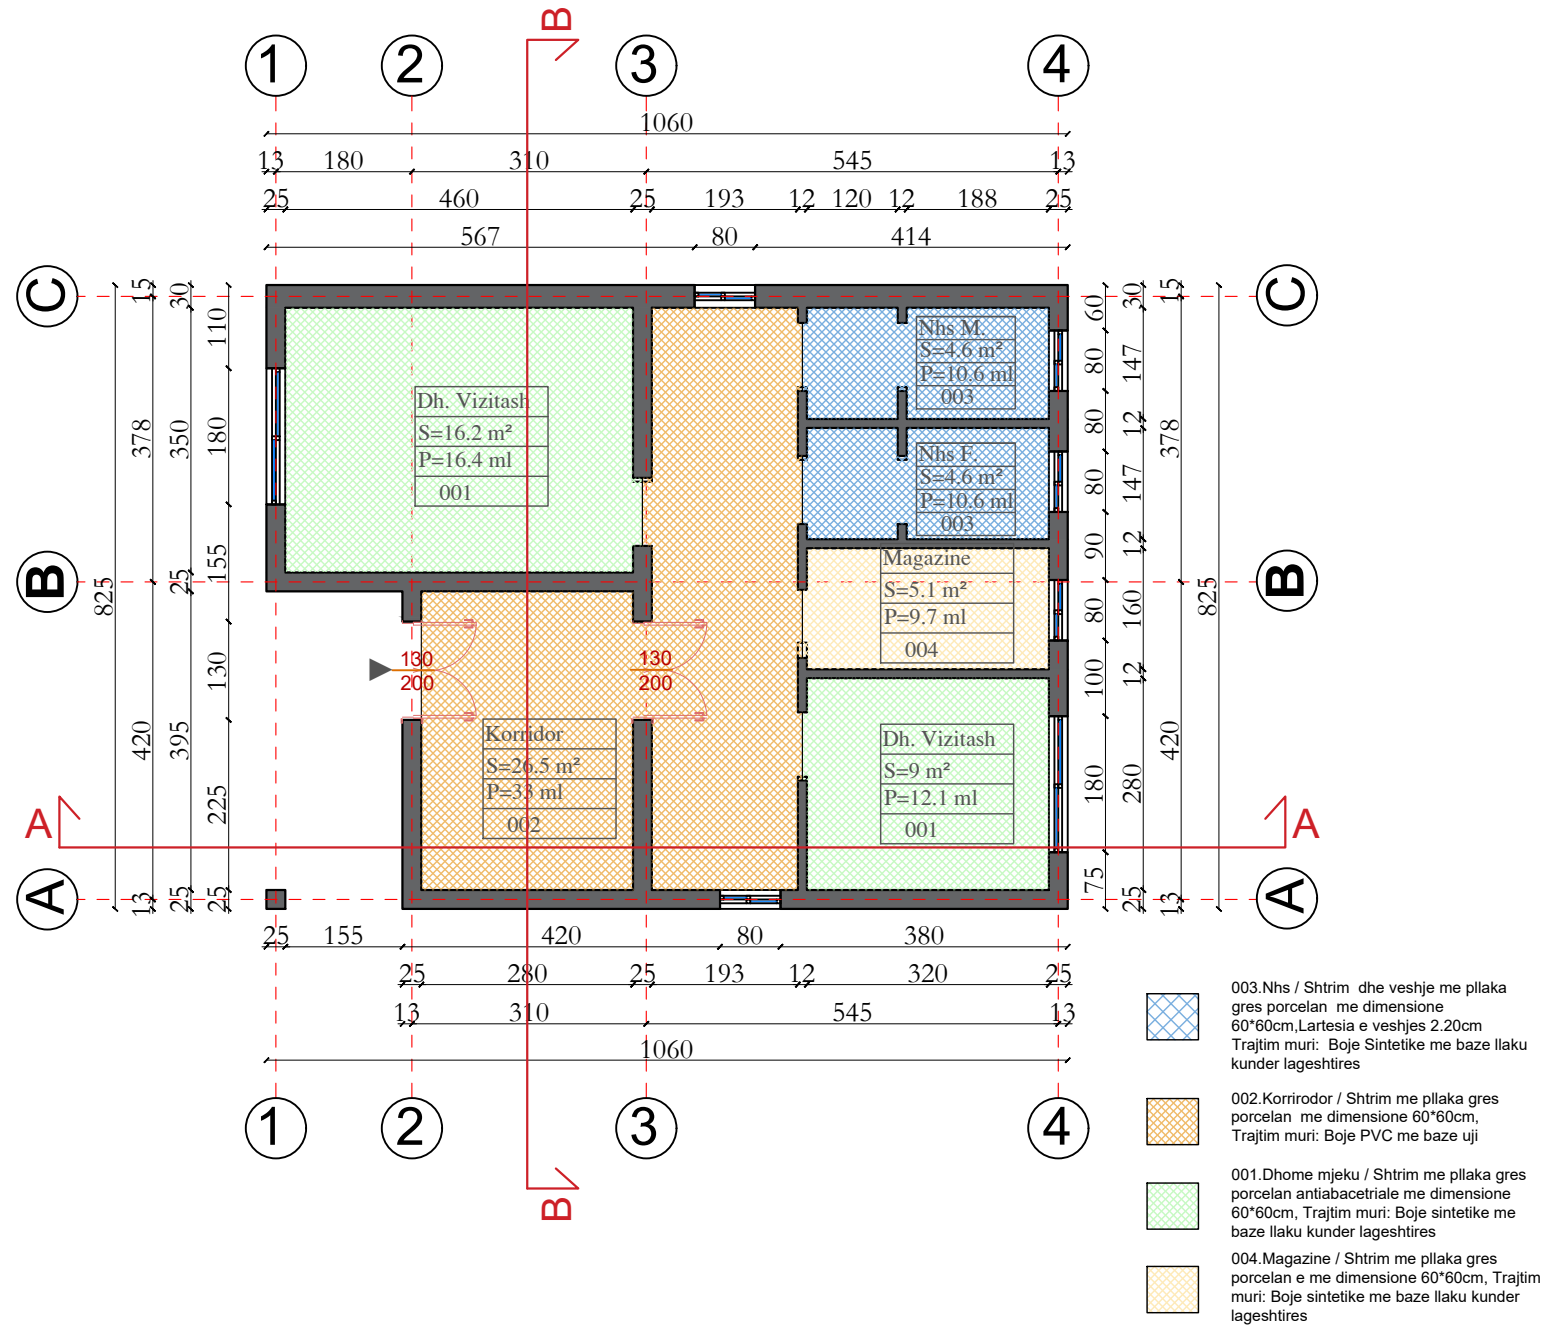 B
1
2
3
4
1060
13
180
310
545
13
25
460
25
193
12
120
12
188
25
567
80
414
C
C
B
B
A
A
825
15
378
420
13
30
350
25
395
25
110
180
155
130
225
25
60
80
80
80
90
80
100
180
75
30
147
12
147
12
160
12
280
25
15
378
420
13
825
Dh. Vizitash
S=16.2 m²
P=16.4 ml
001
Nhs M.
S=4.6 m²
P=10.6 ml
003
Nhs F.
S=4.6 m²
P=10.6 ml
003
Magazine
S=5.1 m²
P=9.7 ml
004
130
200
130
200
Korridor
S=26.5 m²
P=33 ml
002
Dh. Vizitash
S=9 m²
P=12.1 ml
001
A
A
25
155
420
80
380
25
280
25
193
12
320
25
13
310
545
13
1060
1
2
3
4
B
003.Nhs / Shtrim dhe veshje me pllaka
gres porcelan me dimensione
60*60cm,Lartesia e veshjes 2.20cm
Trajtim muri: Boje Sintetike me baze llaku
kunder lageshtires
002.Korrirodor / Shtrim me pllaka gres
porcelan me dimensione 60*60cm,
Trajtim muri: Boje PVC me baze uji
001.Dhome mjeku / Shtrim me pllaka gres
porcelan antiabacetriale me dimensione
60*60cm, Trajtim muri: Boje sintetike me
baze llaku kunder lageshtires
004.Magazine / Shtrim me pllaka gres
porcelan e me dimensione 60*60cm, Trajtim
muri: Boje sintetike me baze llaku kunder
lageshtires